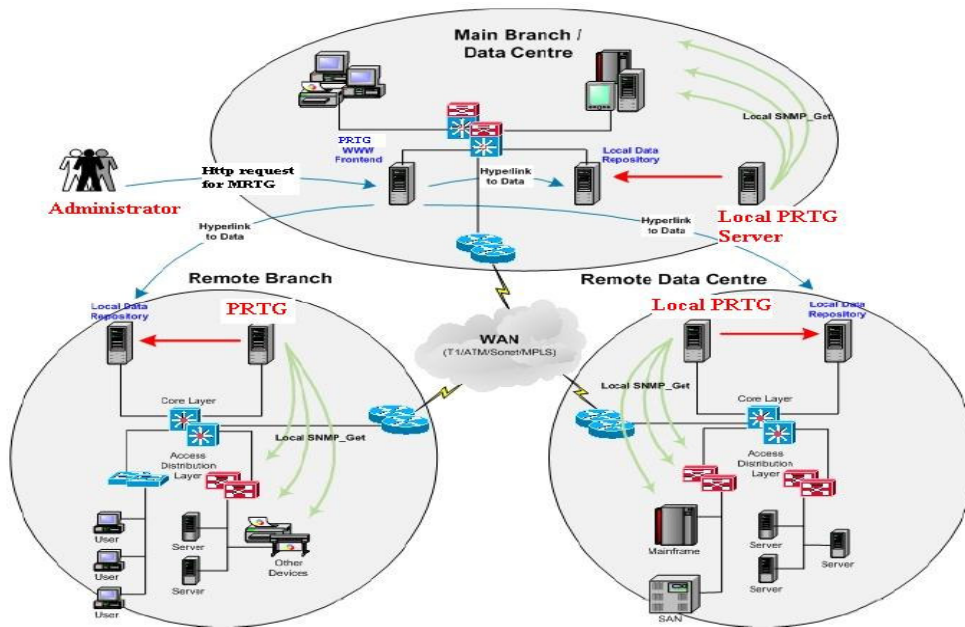 Main Branch /
Data Centre
Local SNMP_Get
PRTG
WWW
Frontend
Local Data
Repository
Http request
for MRTG
Hyperlink
to Data
Administrator
Local PRTG
Server
Hyperlink
to Data
Hyperlink
to Data
Remote Branch
Remote Data Centre
Local Data
Repository
PRTG
Local PRTG
Local Data
Repository
WAN
(T1/ATM/Sonet/MPLS)
Core Layer
Local SNMP_Get
Access
Distribution
Layer
User
User
User
Server
Server
Other
Devices
Local SNMP_Get
Core Layer
Access
Distribution
Layer
Mainframe
SAN
Server
Server
Server